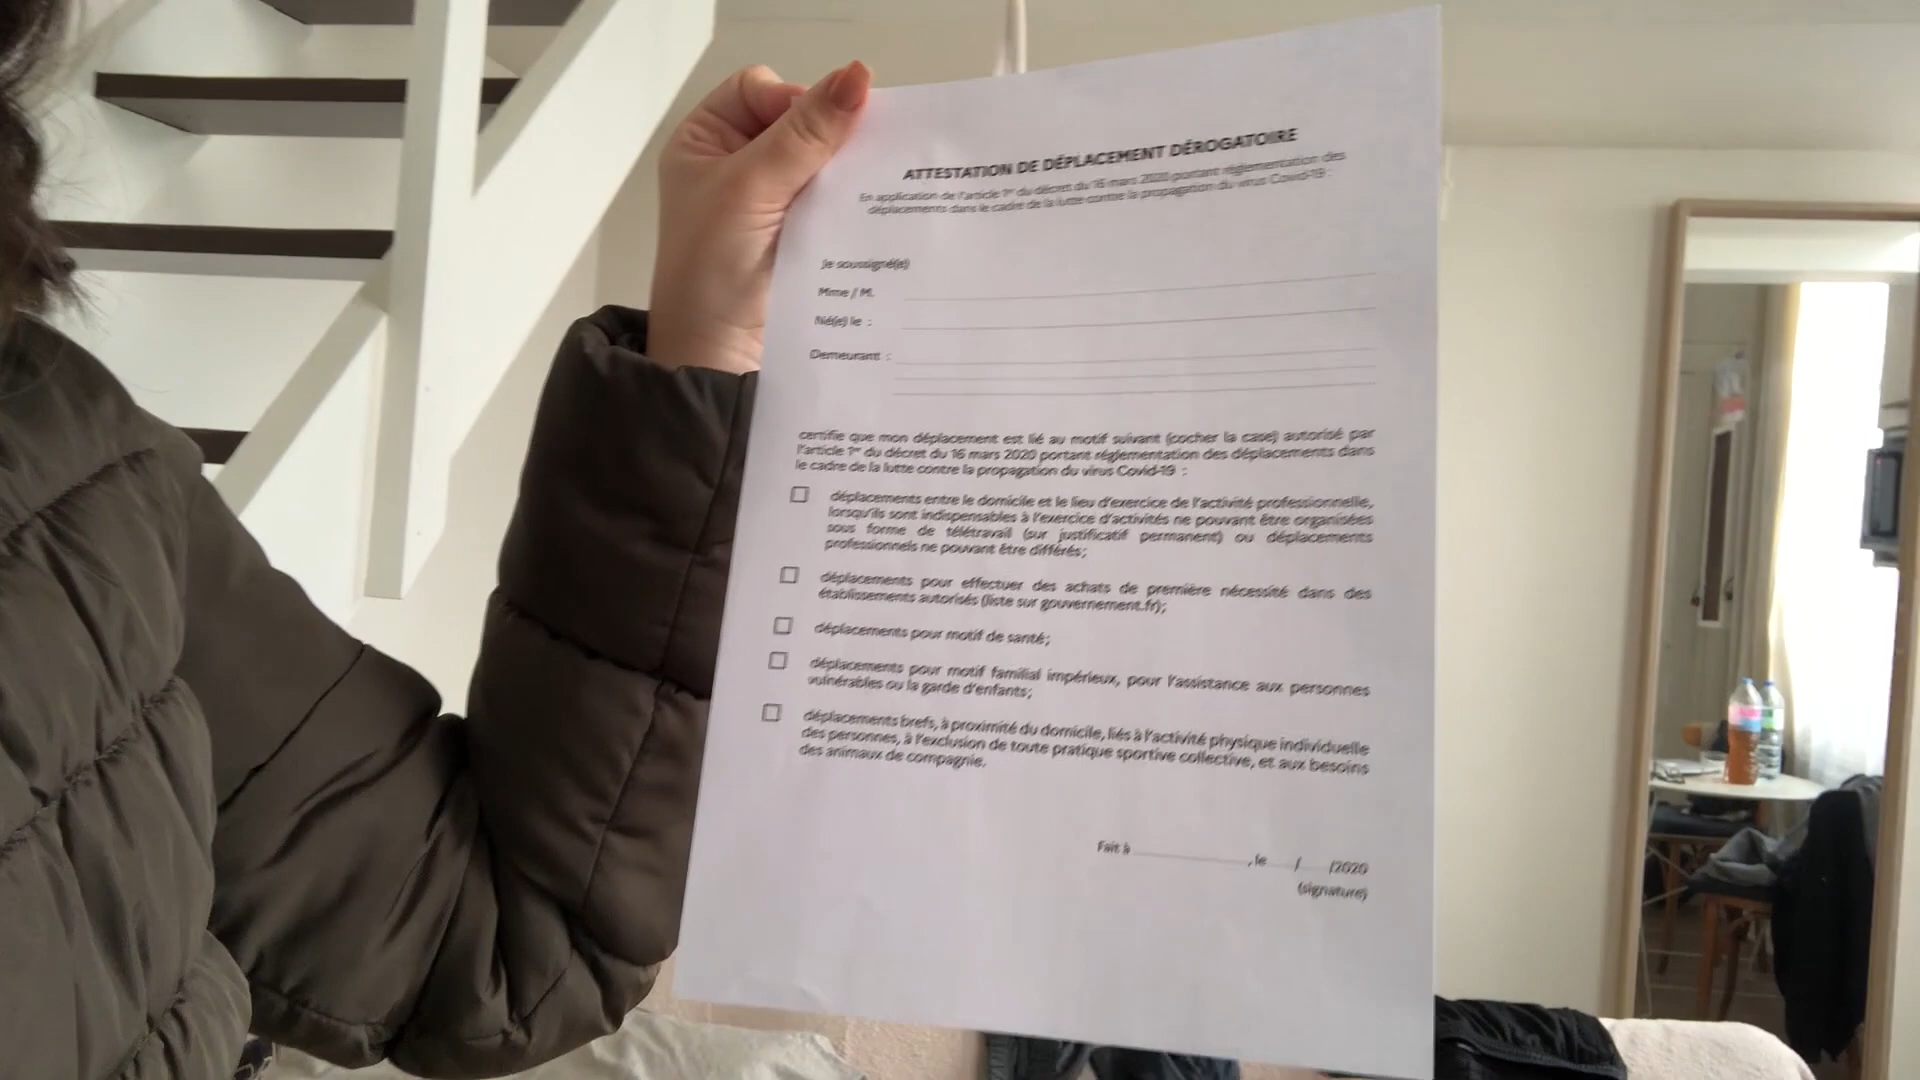 ATTESTATION DE DÉPLACEMENT DÉROGATOIRE
En application de l'article 1er du décret du 16 mars 2020 portant réglementation des
déplacements dans le cadre de la lutte contre la propagation du virus Covid-19 :
Je soussigné(e)
Mme / M.
Né(e) le :
Demeurant :
certifie que mon déplacement est lié au motif suivant (cocher la case) autorisé par
l'article 1er du décret du 16 mars 2020 portant réglementation des déplacements dans
le cadre de la lutte contre la propagation du virus Covid-19 :
déplacements entre le domicile et le lieu d'exercice de l'activité professionnelle,
lorsqu'ils sont indispensables à l'exercice d'activités ne pouvant être organisées
sous forme de télétravail (sur justificatif permanent) ou déplacements
professionnels ne pouvant être différés;
déplacements pour effectuer des achats de première nécessité dans des
établissements autorisés (liste sur gouvernement.fr);
déplacements pour motif de santé;
déplacements pour motif familial impérieux, pour l'assistance aux personnes
vulnérables ou la garde d'enfants;
déplacements brefs, à proximité du domicile, liés à l'activité physique individuelle
des personnes, à l'exclusion de toute pratique sportive collective, et aux besoins
des animaux de compagnie.
Fait à , le / /2020
(signature)